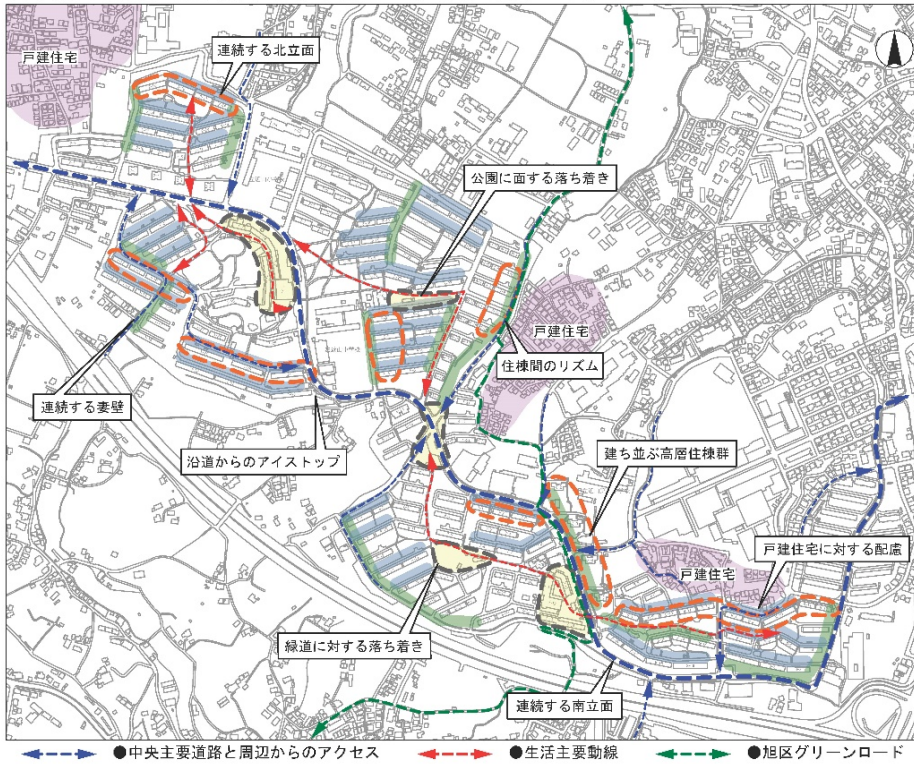 戸建住宅
連続する北立面
公園に面する落ち着き
戸建住宅
住棟間のリズム
連続する妻壁
沿道からのアイストップ
建ち並ぶ高層住棟群
戸建住宅に対する配慮
戸建住宅
緑道に対する落ち着き
連続する南立面
●中央主要道路と周辺からのアクセス ●生活主要動線 ●旭区グリーンロード